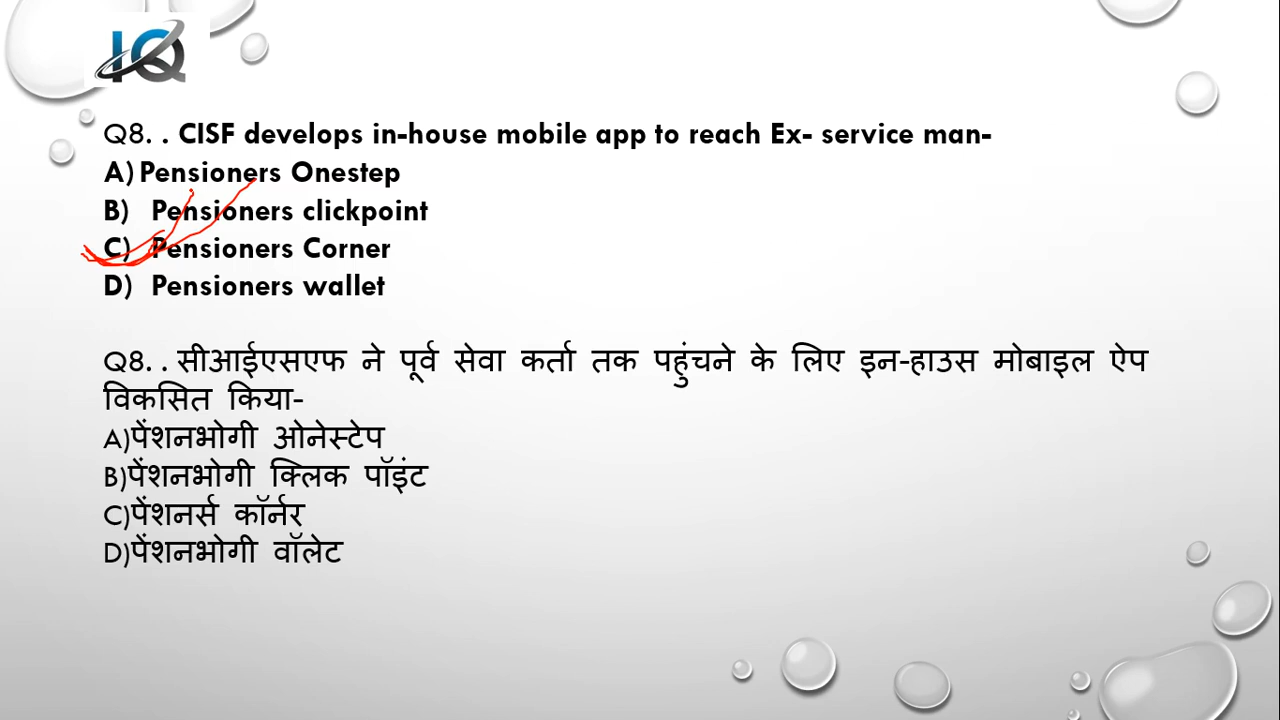 IQ
Q8. . CISF develops in-house mobile app to reach Ex- service man-
A) Pensioners Onestep
B) Pensioners clickpoint
C) Pensioners Corner
D) Pensioners wallet
Q8. . सीआईएसएफ ने पूर्व सेवा कर्ता तक पहुंचने के लिए इन-हाउस मोबाइल ऐप
विकसित किया-
A)पेंशनभोगी ओनेस्टेप
B)पेंशनभोगी क्लिक पॉइंट
C)पेंशनर्स कॉर्नर
D)पेंशनभोगी वॉलेट